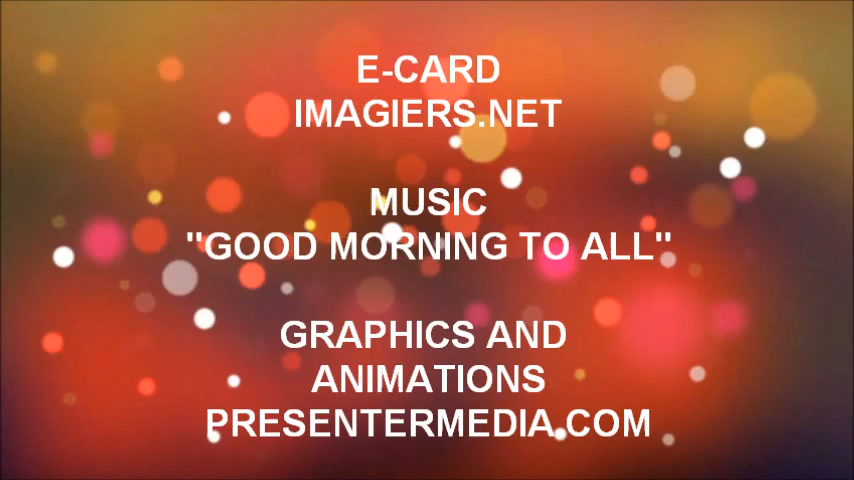 E-CARD
IMAGIERS.NET
MUSIC
"GOOD MORNING TO ALL"
GRAPHICS AND
ANIMATIONS
PRESENTERMEDIA.COM